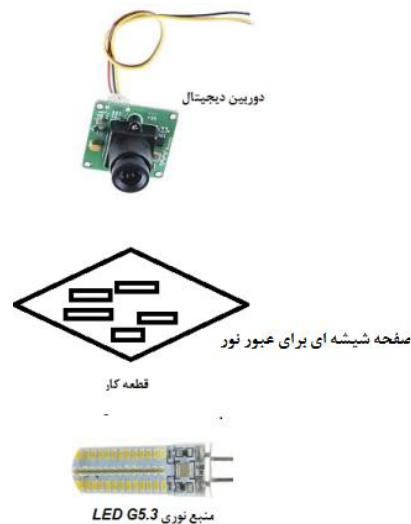 دوربین دیجیتال
صفحه شیشه ای برای عبور نور
قطعه کار
منبع نوری LED G5.3